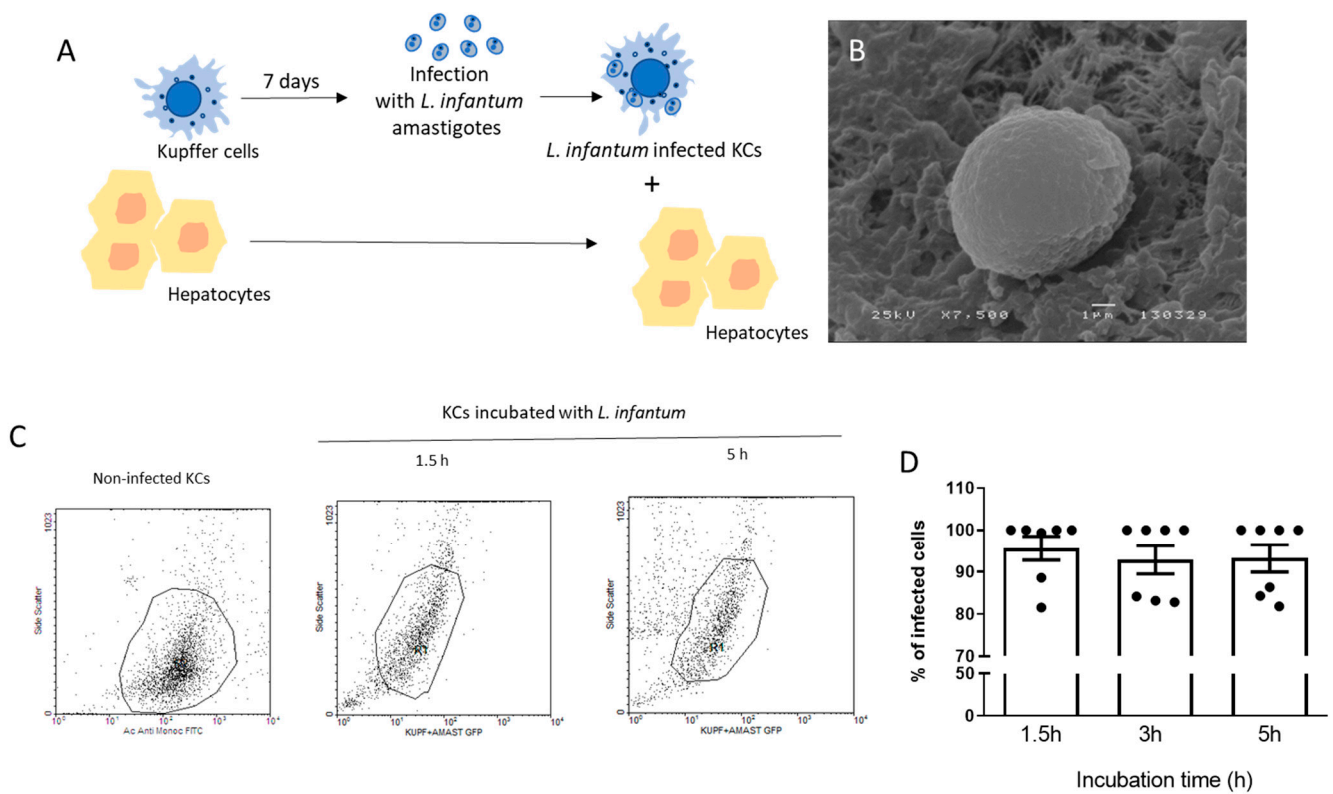 A
7 days
Infection
with L. infantum
amastigotes
Kupffer cells
L. infantum infected KCs
+
Hepatocytes
Hepatocytes
B
25kV X7,500 1µm 130329
C
KCs incubated with L. infantum
Non-infected KCs
1.5 h
5 h
1023
Side Scatter
0
10⁰ 10¹ 10² 10³ 10⁴
Ac Anti Monoc FITC
1023
Side Scatter
0
R1
10⁰ 10¹ 10² 10³ 10⁴
KUPF+AMAST GFP
1023
Side Scatter
0
R1
10⁰ 10¹ 10² 10³ 10⁴
KUPF+AMAST GFP
D
% of infected cells
110
100
90
80
70
50
0
1.5h 3h 5h
Incubation time (h)